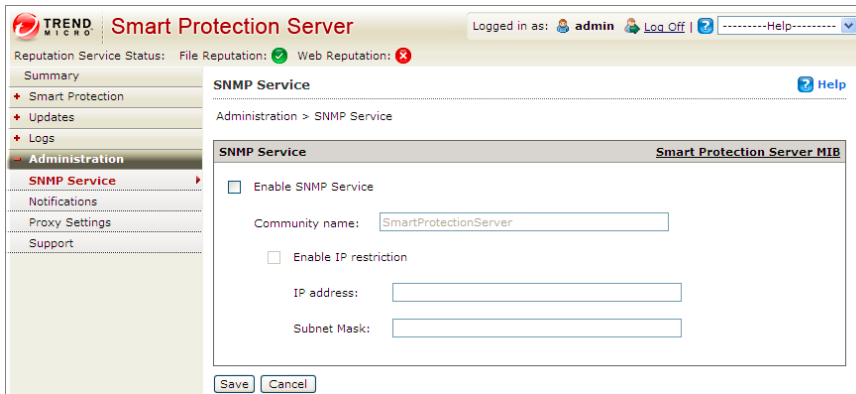 TREND MICRO Smart Protection Server Logged in as: admin Log Off | ---------Help---------
Reputation Service Status: File Reputation: Web Reputation:
Summary
+ Smart Protection
+ Updates
+ Logs
- Administration
SNMP Service
Notifications
Proxy Settings
Support
SNMP Service Help
Administration > SNMP Service
SNMP Service Smart Protection Server MIB
Enable SNMP Service
Community name: SmartProtectionServer
Enable IP restriction
IP address:
Subnet Mask:
Save Cancel